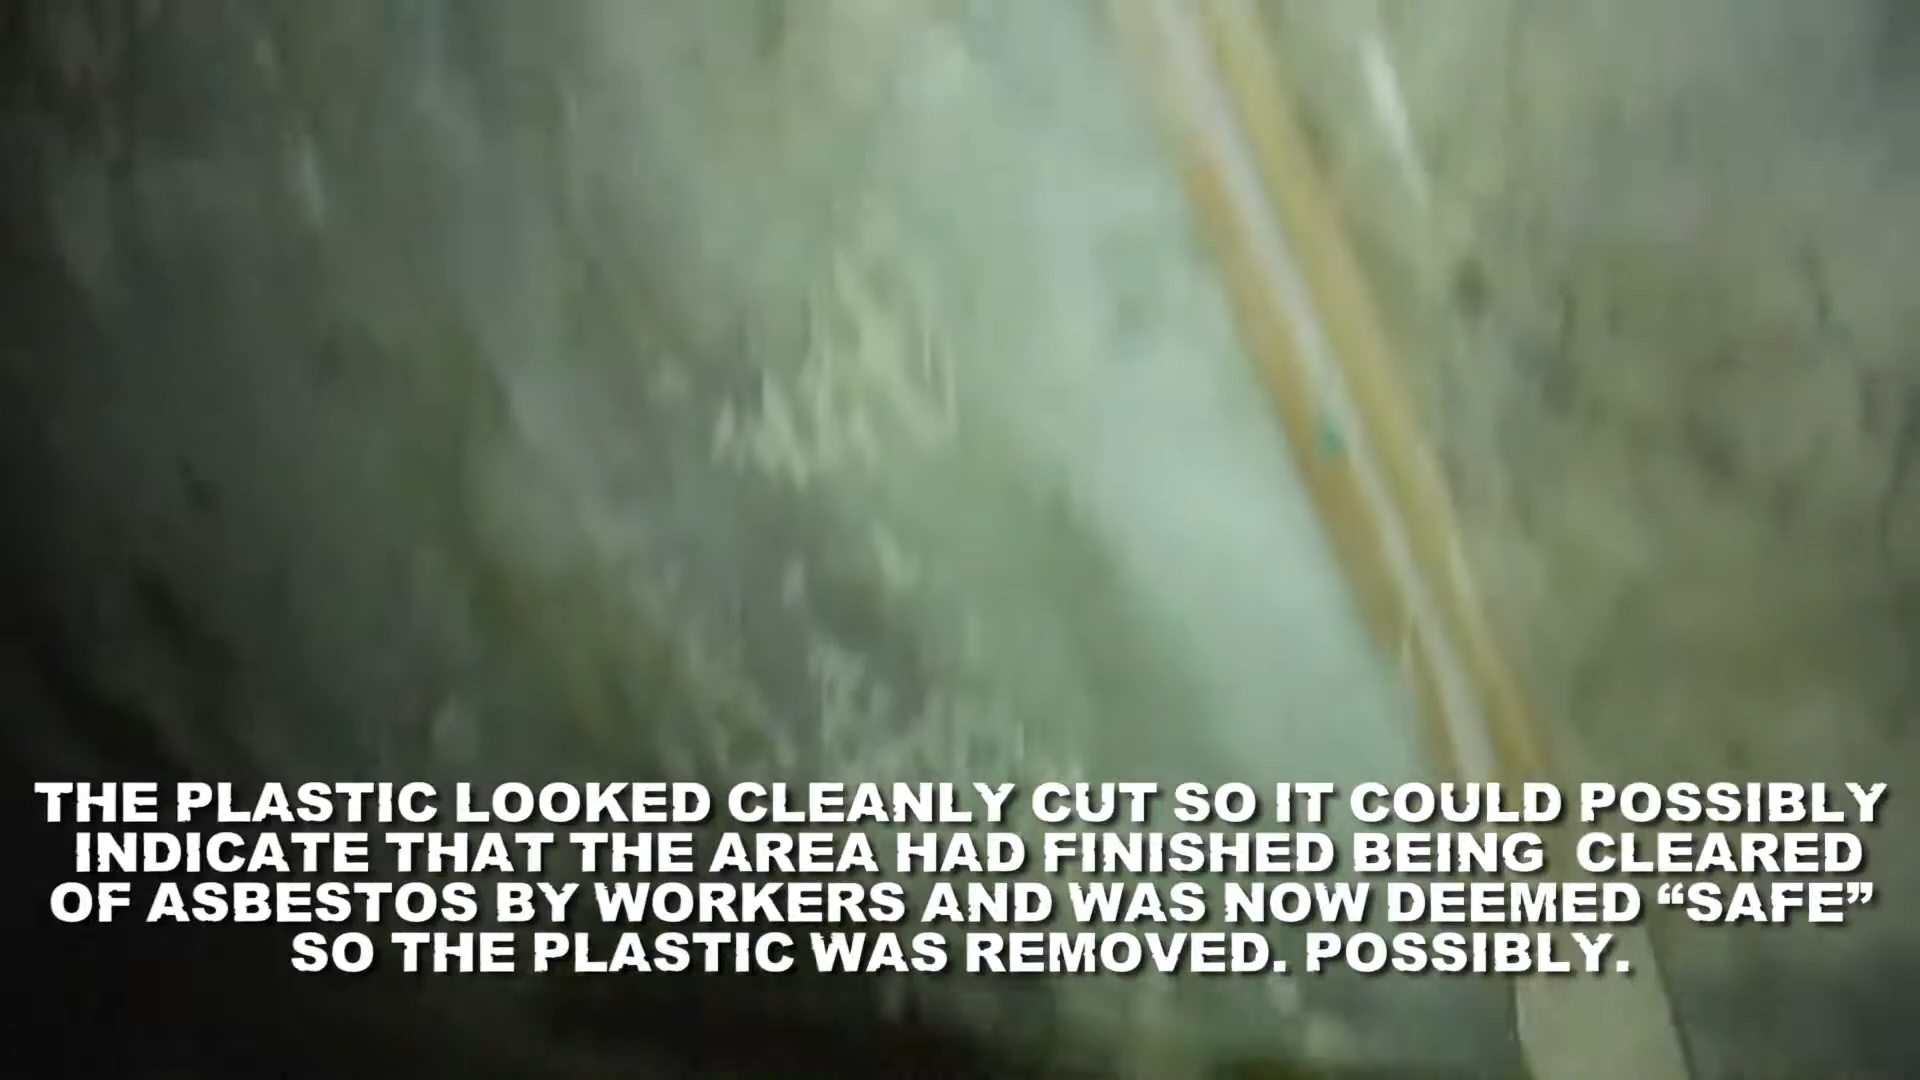 THE PLASTIC LOOKED CLEANLY CUT SO IT COULD POSSIBLY
INDICATE THAT THE AREA HAD FINISHED BEING CLEARED
OF ASBESTOS BY WORKERS AND WAS NOW DEEMED “SAFE”
SO THE PLASTIC WAS REMOVED. POSSIBLY.